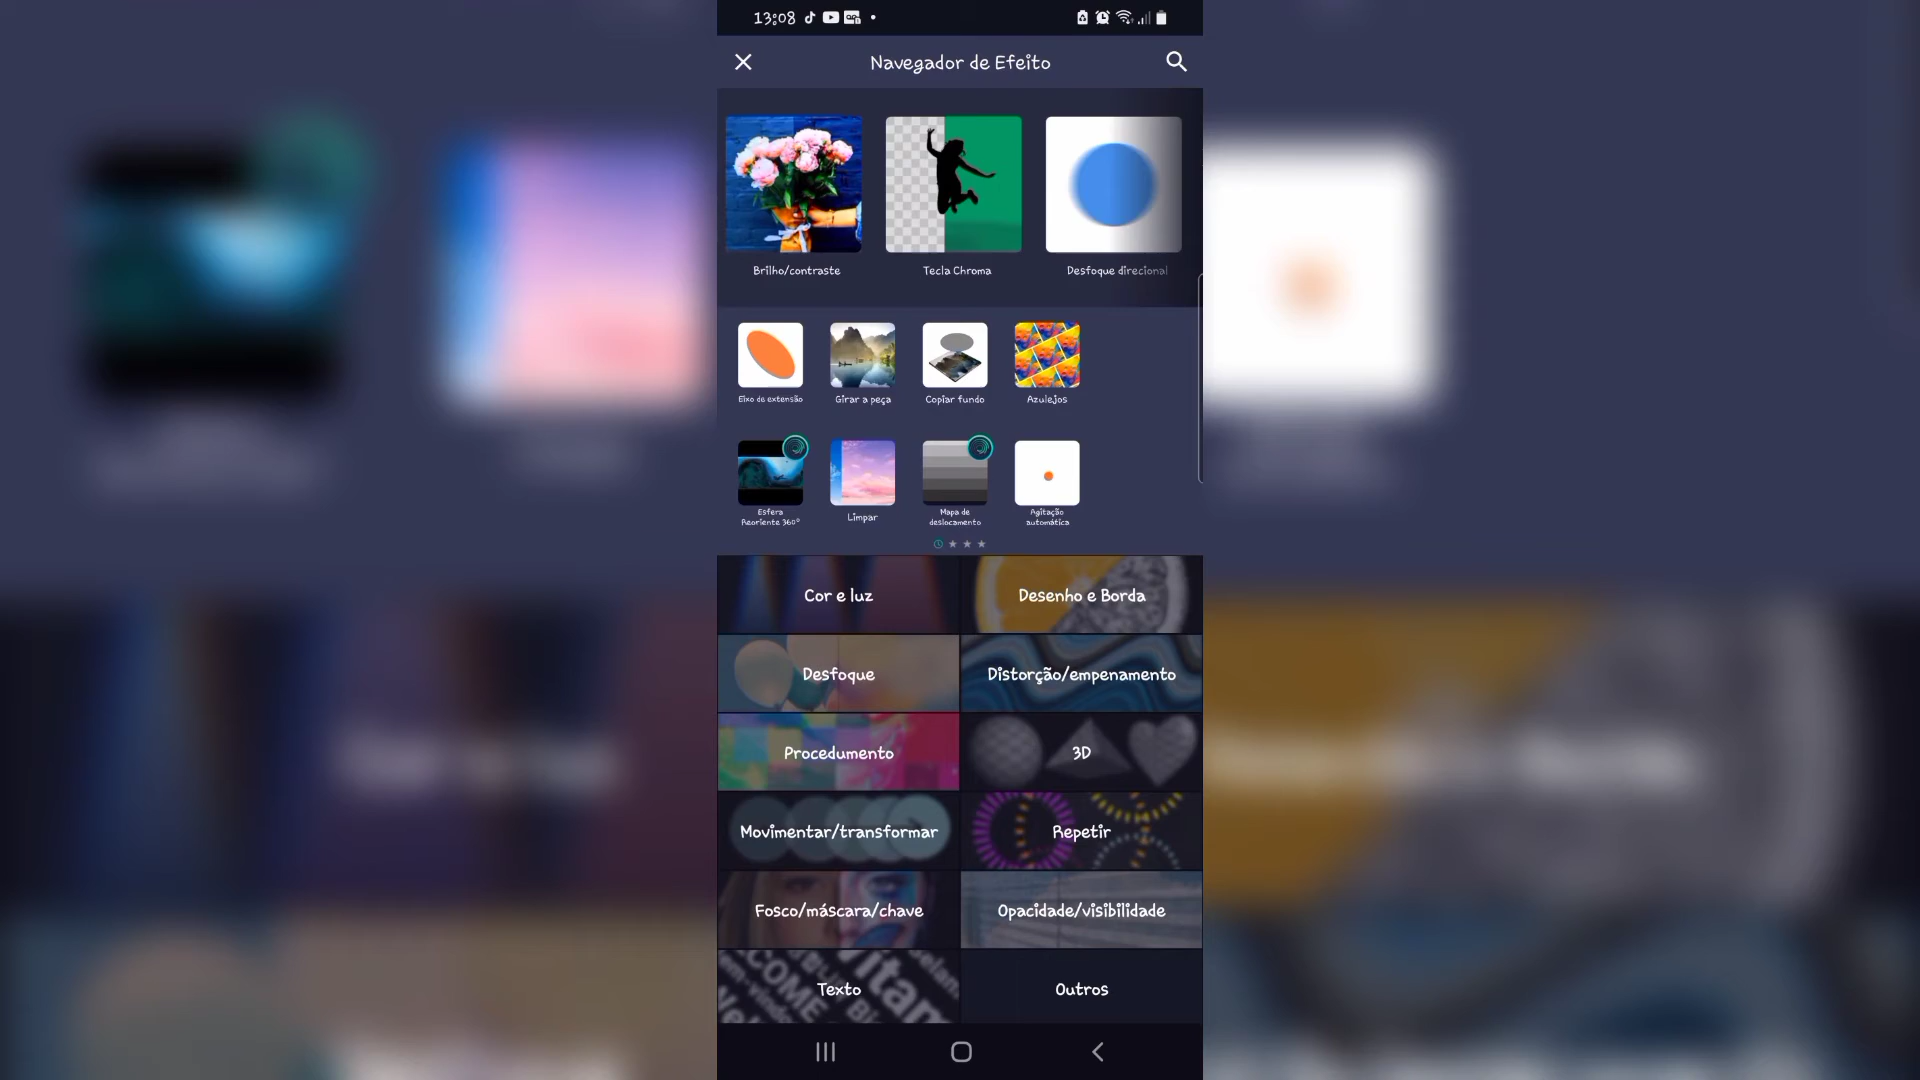 13:08
Navegador de Efeito
Brilho/contraste
Tecla Chroma
Desfoque direcional
Eixo de extensão
Girar a peça
Copiar fundo
Azulejos
Esfera
Reoriente 360°
Limpar
Mapa de
deslocamento
Agitação
automática
Cor e luz
Desenho e Borda
Desfoque
Distorção/empenamento
Procedumento
3D
Movimentar/transformar
Repetir
Fosco/máscara/chave
Opacidade/visibilidade
Texto
Outros